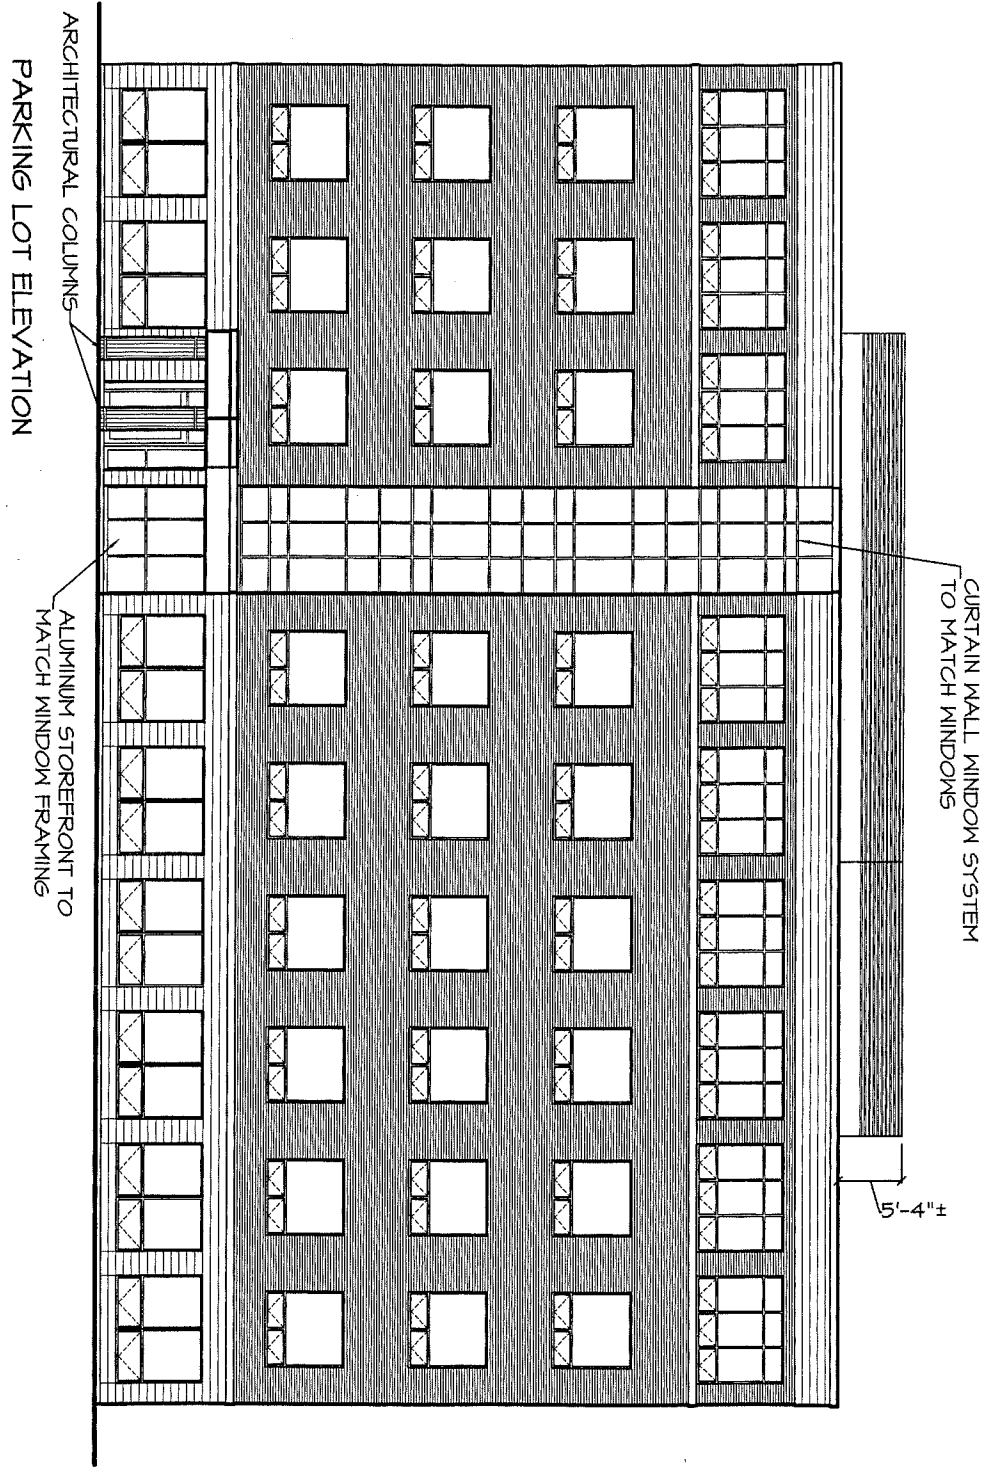 CURTAIN WALL WINDOW SYSTEM
TO MATCH WINDOWS
5'-4"±
ARCHITECTURAL COLUMNS
ALUMINUM STOREFRONT TO
MATCH WINDOW FRAMING
PARKING LOT ELEVATION